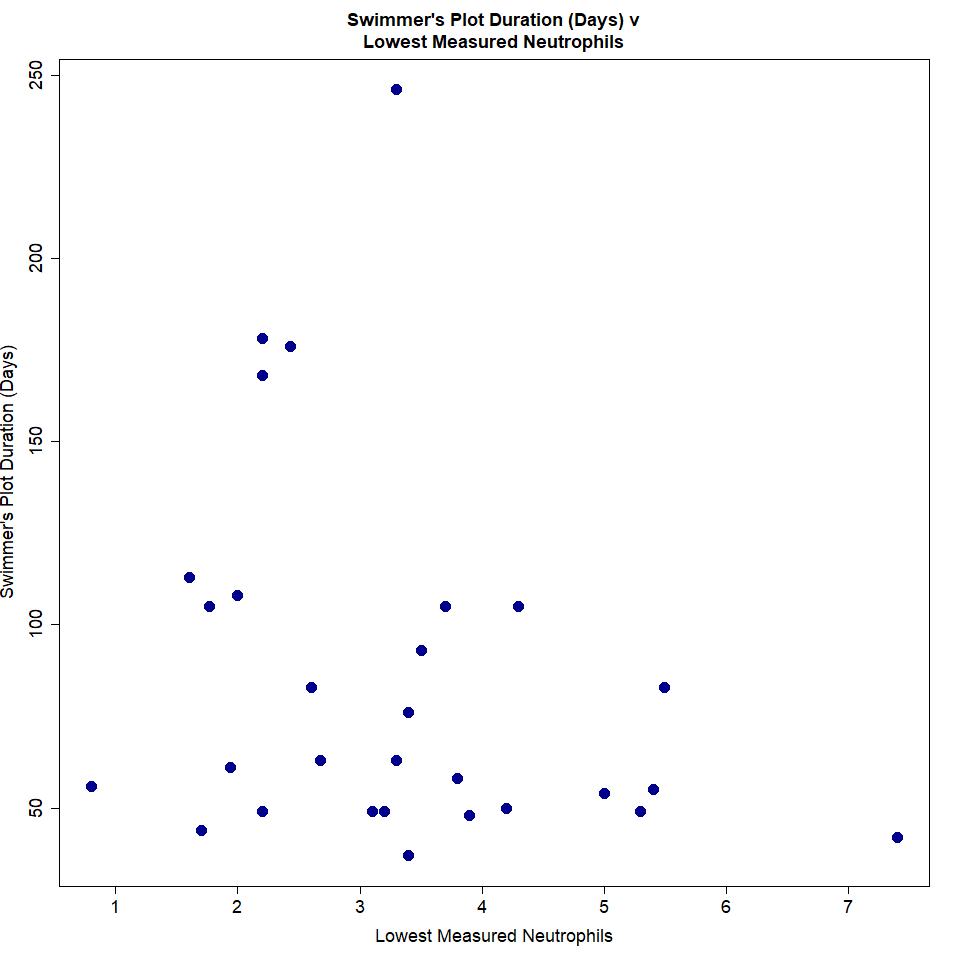 Swimmer's Plot Duration (Days) v
Lowest Measured Neutrophils
Swimmer's Plot Duration (Days)
250
200
150
100
50
1 2 3 4 5 6 7
Lowest Measured Neutrophils